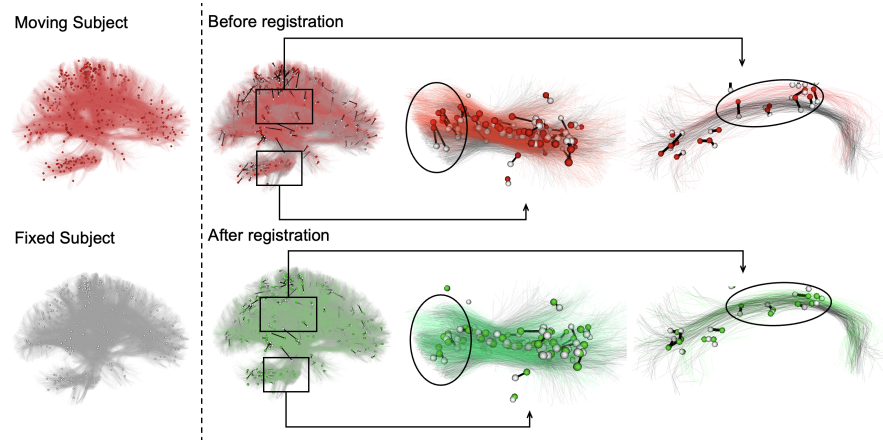 Moving Subject
Before registration
Fixed Subject
After registration